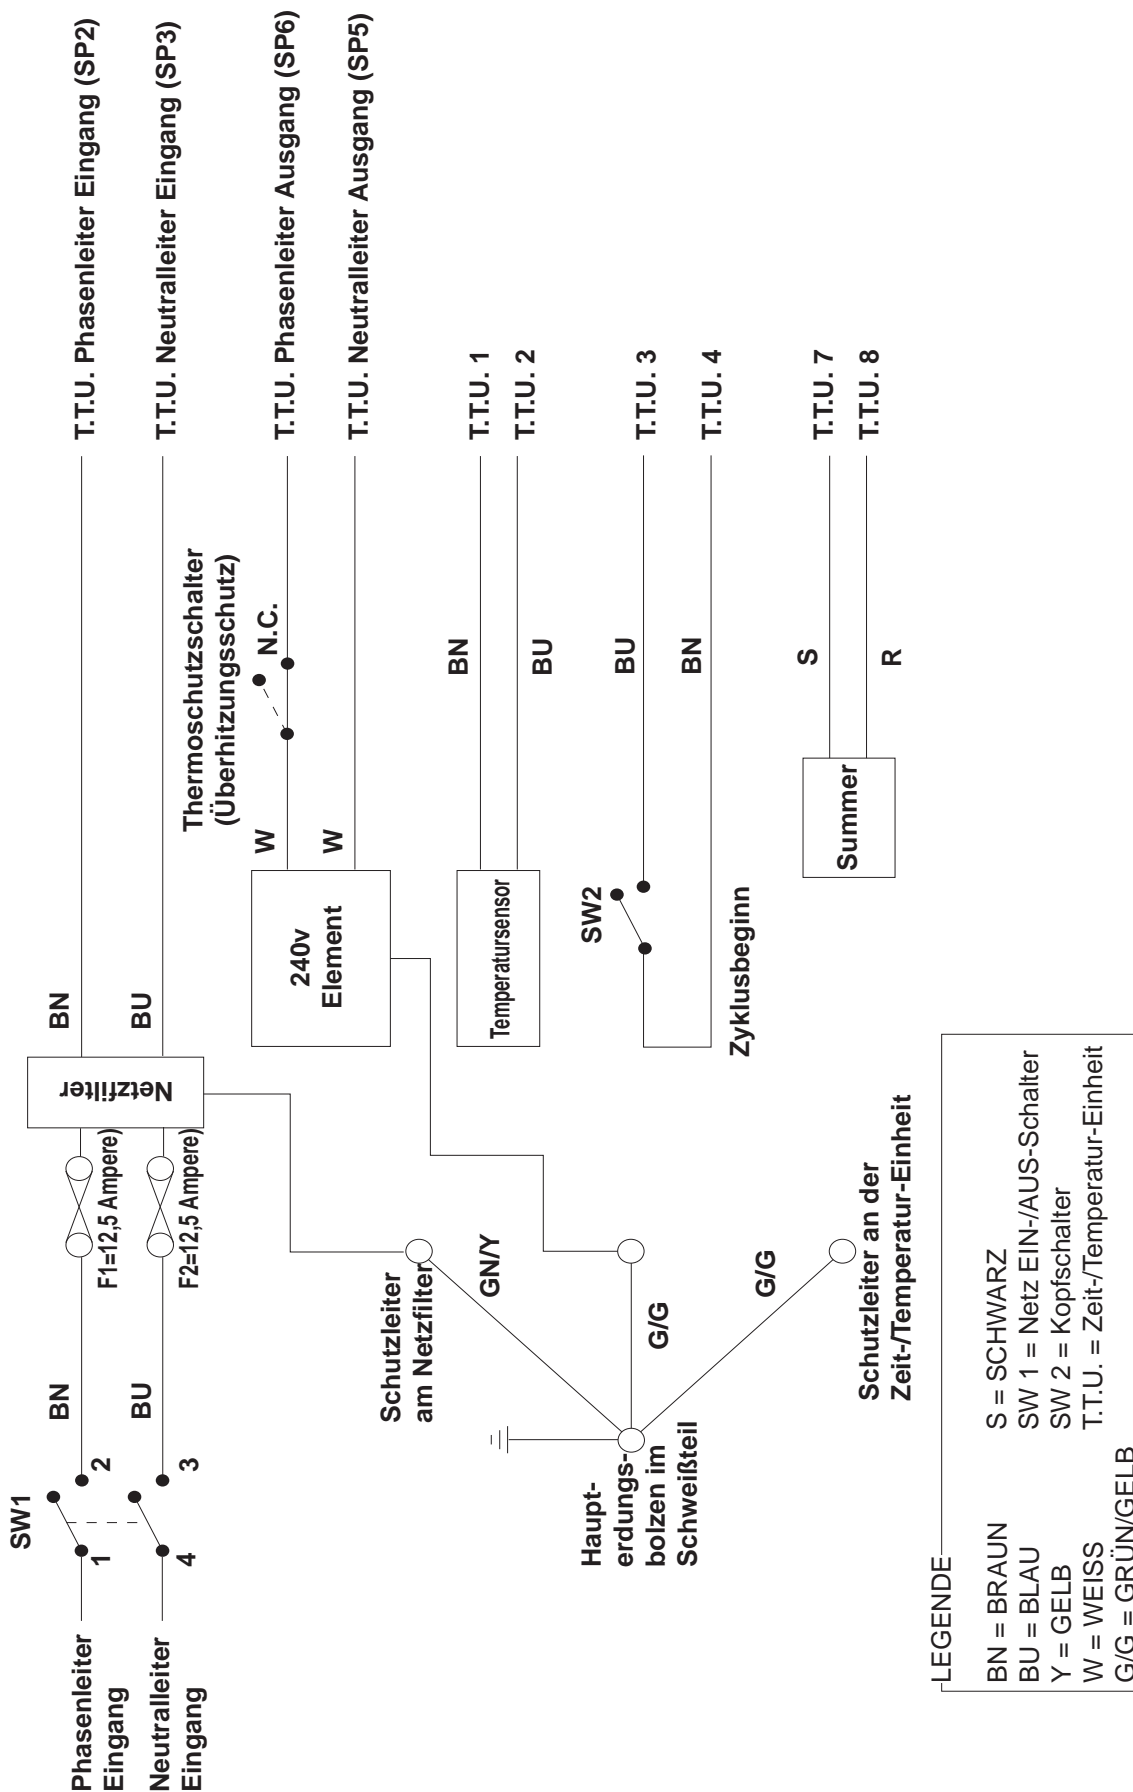 Phasenleiter
Eingang
Neutralleiter
Eingang
SW1
1
2
4
3
BN
BU
F1=12,5 Ampere)
F2=12,5 Ampere)
Netzfilter
BN
BU
T.T.U. Phasenleiter Eingang (SP2)
T.T.U. Neutralleiter Eingang (SP3)
Thermoschutzschalter
(Überhitzungsschutz)
N.C.
W
W
240v
Element
T.T.U. Phasenleiter Ausgang (SP6)
T.T.U. Neutralleiter Ausgang (SP5)
Schutzleiter
am Netzfilter
GN/Y
G/G
G/G
Haupt-
erdungs-
bolzen im
Schweißteil
Schutzleiter an der
Zeit-/Temperatur-Einheit
Temperatursensor
BN
BU
T.T.U. 1
T.T.U. 2
SW2
Zyklusbeginn
BU
BN
T.T.U. 3
T.T.U. 4
Summer
S
R
T.T.U. 7
T.T.U. 8
LEGENDE
BN = BRAUN
BU = BLAU
Y = GELB
W = WEISS
G/G = GRÜN/GELB
S = SCHWARZ
SW 1 = Netz EIN-/AUS-Schalter
SW 2 = Kopfschalter
T.T.U. = Zeit-/Temperatur-Einheit